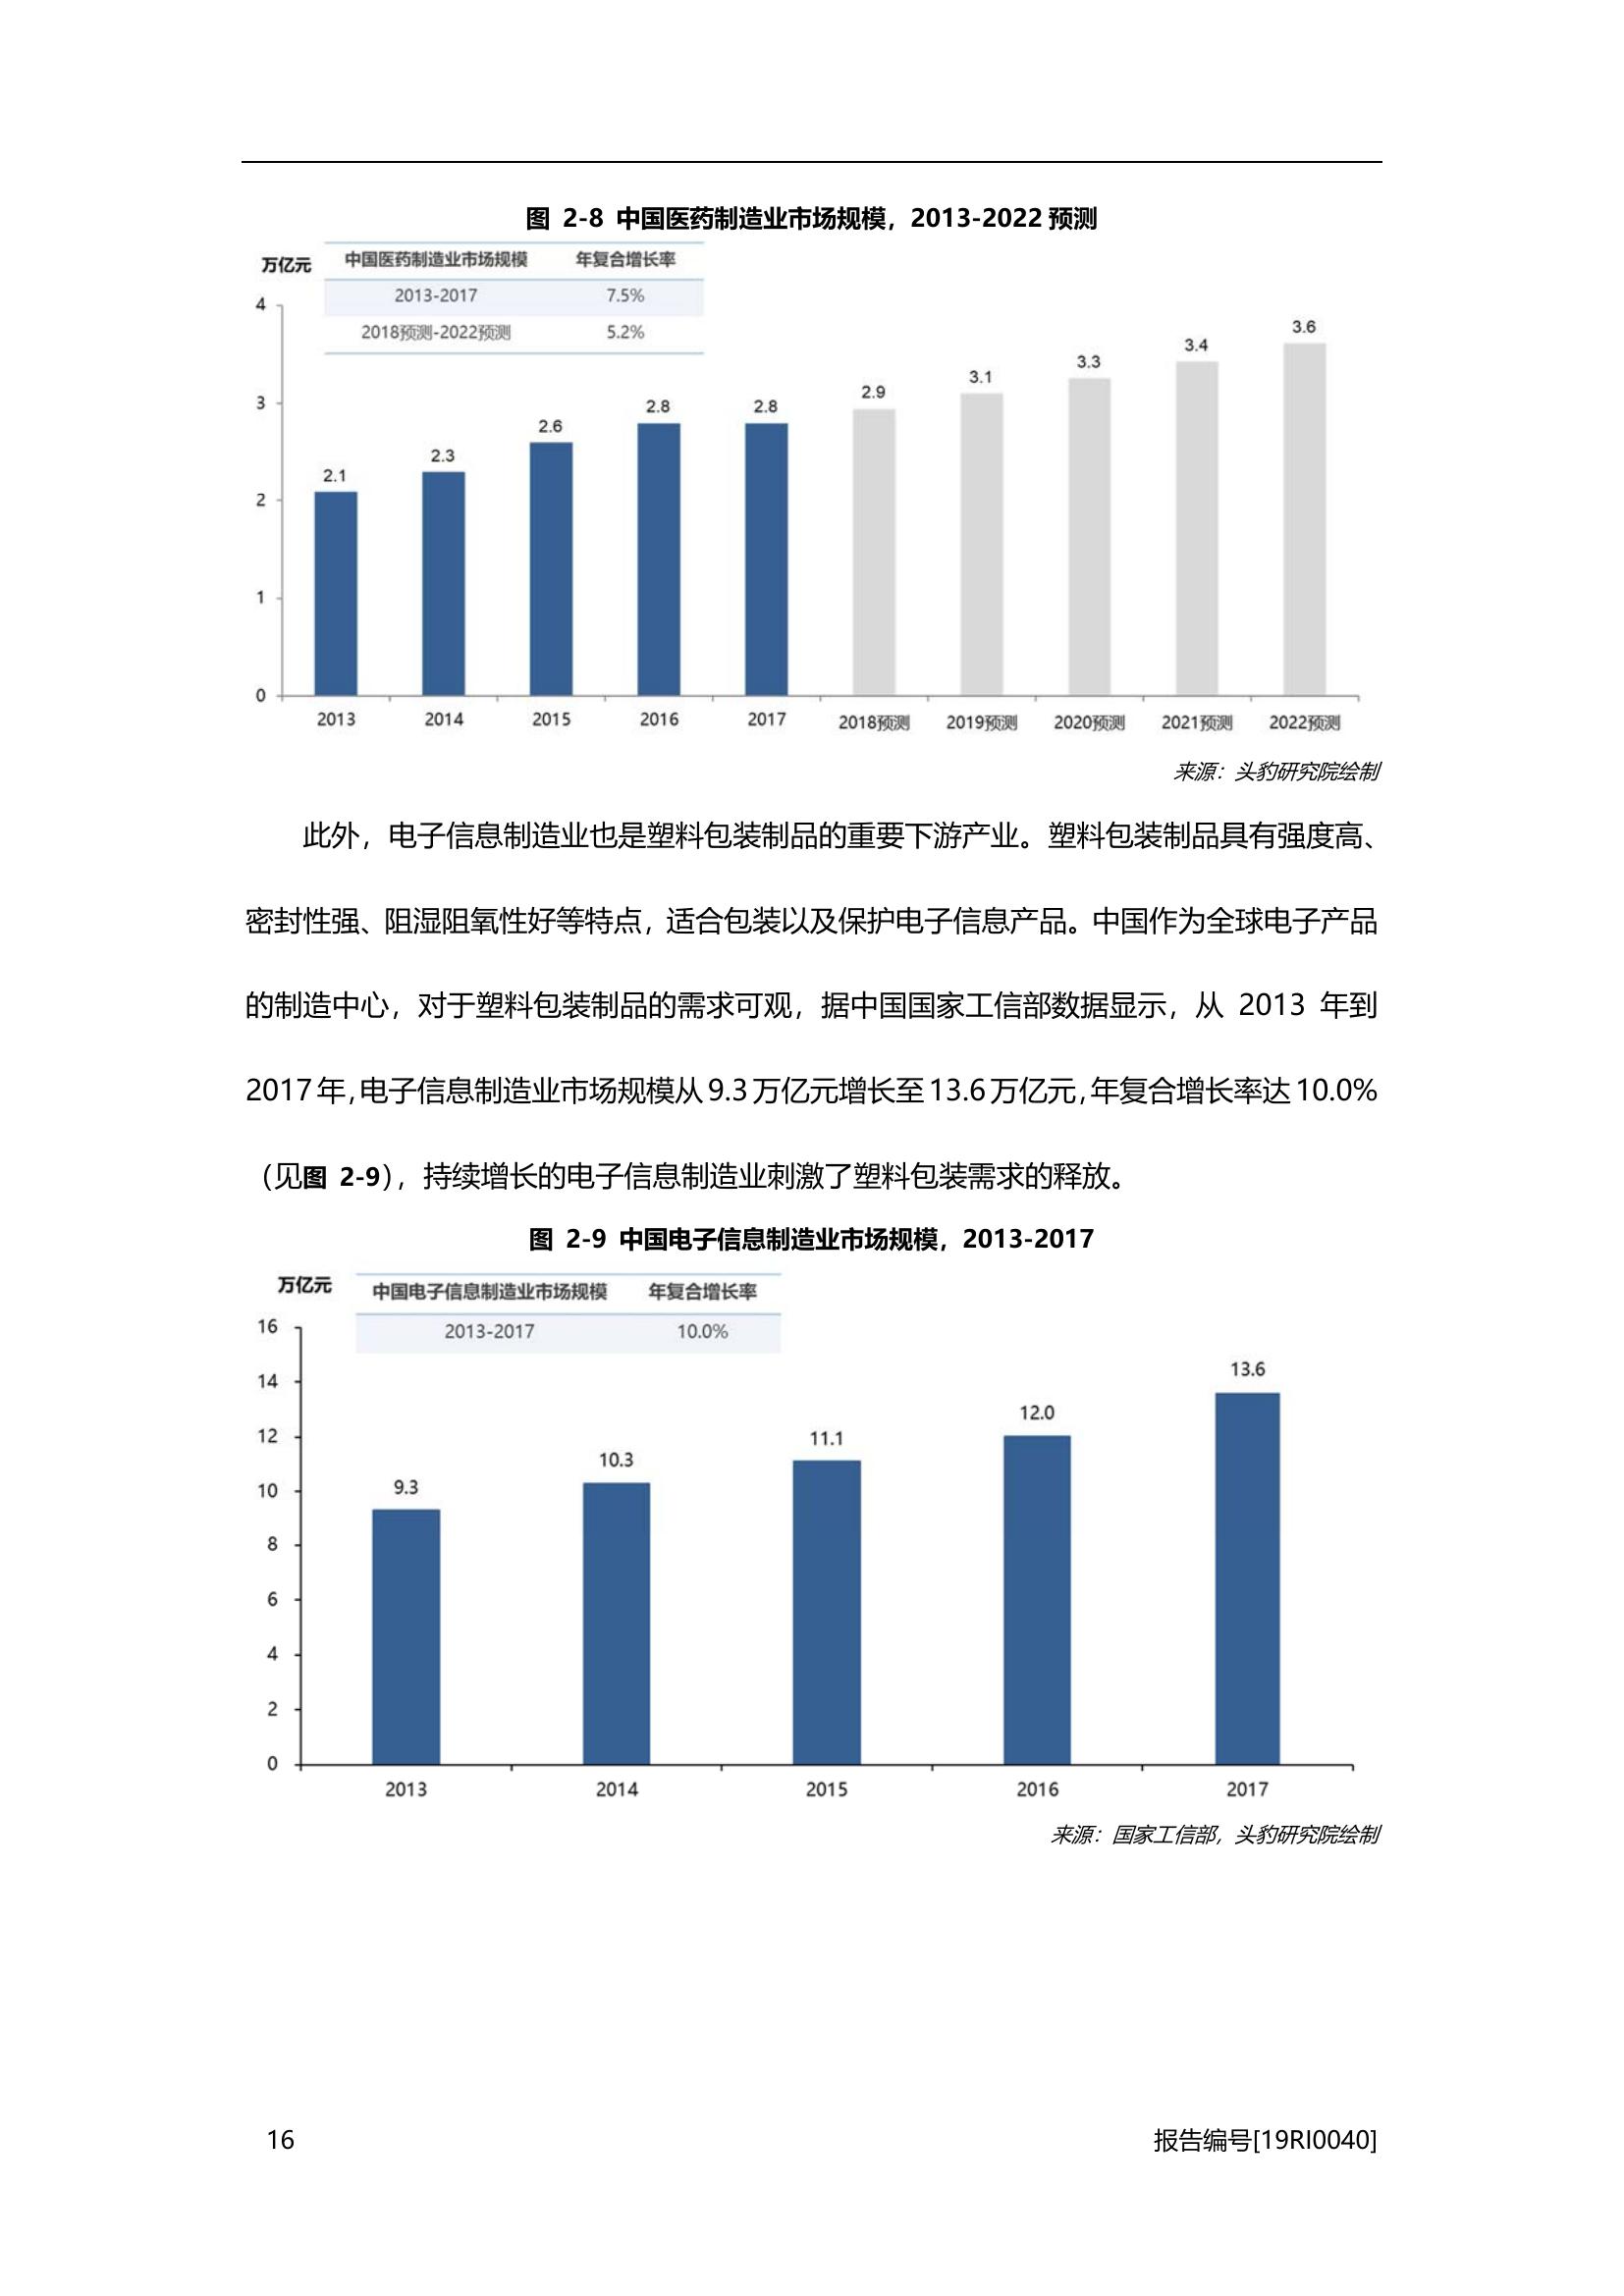 图 2-8 中国医药制造业市场规模，2013-2022 预测
万亿元
中国医药制造业市场规模 年复合增长率
2013-2017 7.5%
2018预测-2022预测 5.2%
4
3
2
1
0
2.1 2.3 2.6 2.8 2.8 2.9 3.1 3.3 3.4 3.6
2013 2014 2015 2016 2017 2018预测 2019预测 2020预测 2021预测 2022预测
来源：头豹研究院绘制
此外，电子信息制造业也是塑料包装制品的重要下游产业。塑料包装制品具有强度高、
密封性强、阻湿阻氧性好等特点，适合包装以及保护电子信息产品。中国作为全球电子产品
的制造中心，对于塑料包装制品的需求可观，据中国国家工信部数据显示，从 2013 年到
2017 年，电子信息制造业市场规模从 9.3 万亿元增长至 13.6 万亿元，年复合增长率达 10.0%
（见图 2-9），持续增长的电子信息制造业刺激了塑料包装需求的释放。
图 2-9 中国电子信息制造业市场规模，2013-2017
万亿元
中国电子信息制造业市场规模 年复合增长率
2013-2017 10.0%
16
14
12
10
8
6
4
2
0
9.3 10.3 11.1 12.0 13.6
2013 2014 2015 2016 2017
来源：国家工信部，头豹研究院绘制
16 报告编号[19RI0040]